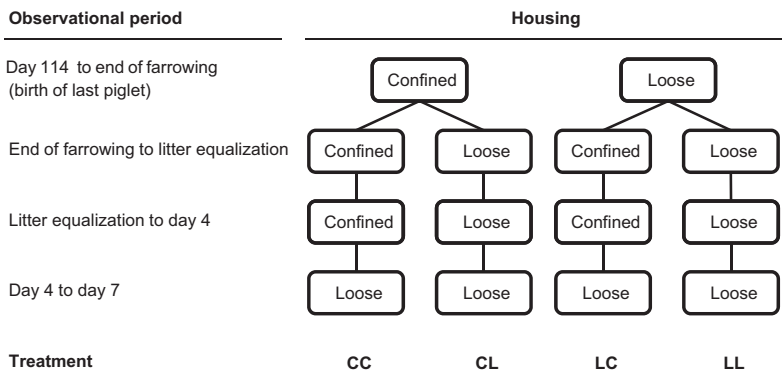 Observational period Housing
Day 114 to end of farrowing
(birth of last piglet)
Confined Loose
End of farrowing to litter equalization Confined Loose Confined Loose
Litter equalization to day 4 Confined Loose Confined Loose
Day 4 to day 7 Loose Loose Loose Loose
Treatment CC CL LC LL